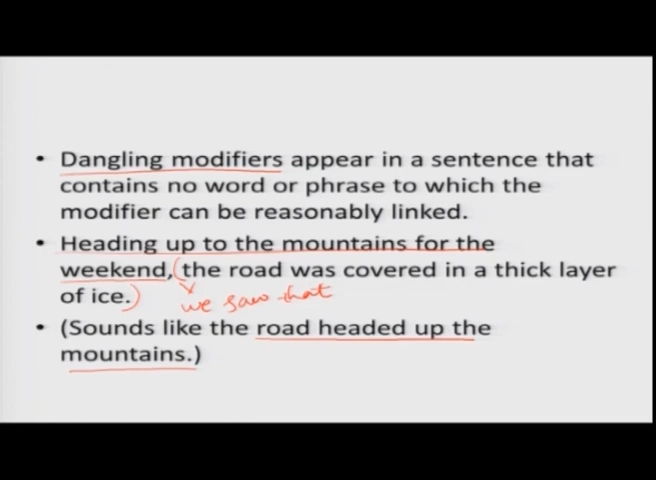 • Dangling modifiers appear in a sentence that
contains no word or phrase to which the
modifier can be reasonably linked.
• Heading up to the mountains for the
weekend, (the road was covered in a thick layer
of ice.)
we saw that
• (Sounds like the road headed up the
mountains.)